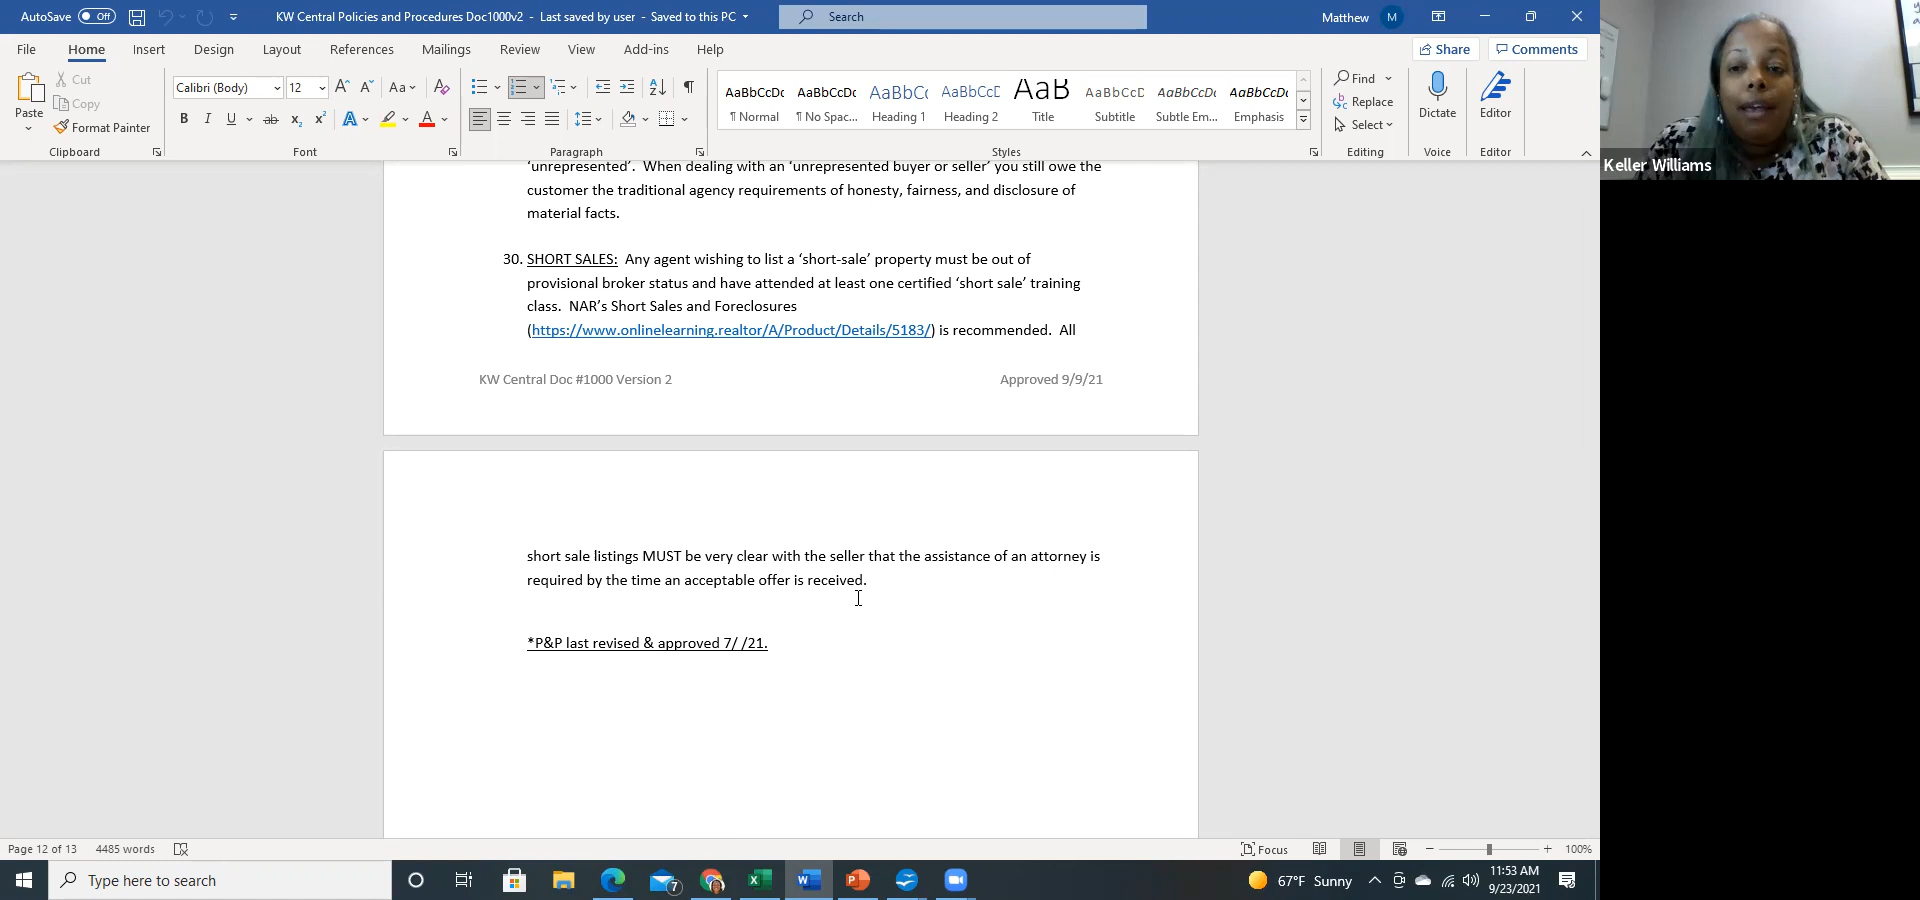 AutoSave Off KW Central Policies and Procedures Doc1000v2 - Last saved by user - Saved to this PC Search Matthew M
File Home Insert Design Layout References Mailings Review View Add-ins Help Share Comments
Paste Cut Copy Format Painter Clipboard
Calibri (Body) 12 Aa B I U ab x₂ x² A A Font
Paragraph
AaBbCcDc ¶ Normal AaBbCcDc ¶ No Spac... AaBbC Heading 1 AaBbCcD Heading 2 AaB Title AaBbCcD Subtitle AaBbCcDc Subtle Em... AaBbCcDc Emphasis Styles
Find Replace Select Editing
Dictate Voice
Editor Editor
Keller Williams
‘unrepresented’. When dealing with an ‘unrepresented buyer or seller’ you still owe the
customer the traditional agency requirements of honesty, fairness, and disclosure of
material facts.
30. SHORT SALES: Any agent wishing to list a ‘short-sale’ property must be out of
provisional broker status and have attended at least one certified ‘short sale’ training
class. NAR’s Short Sales and Foreclosures
(https://www.onlinelearning.realtor/A/Product/Details/5183/) is recommended. All
KW Central Doc #1000 Version 2 Approved 9/9/21
short sale listings MUST be very clear with the seller that the assistance of an attorney is
required by the time an acceptable offer is received.
*P&P last revised & approved 7/ /21.
Page 12 of 13 4485 words Focus 100%
Type here to search 7 67°F Sunny 11:53 AM
9/23/2021